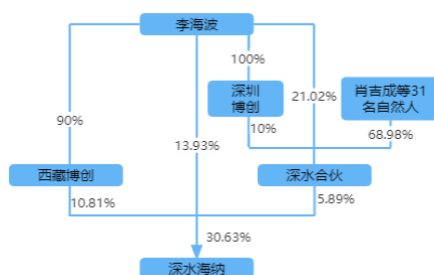 李海波
100%
深圳
博创
21.02%
肖吉成等31
名自然人
90%
13.93%
10%
68.98%
西藏博创
深水合伙
10.81%
5.89%
30.63%
深水海纳